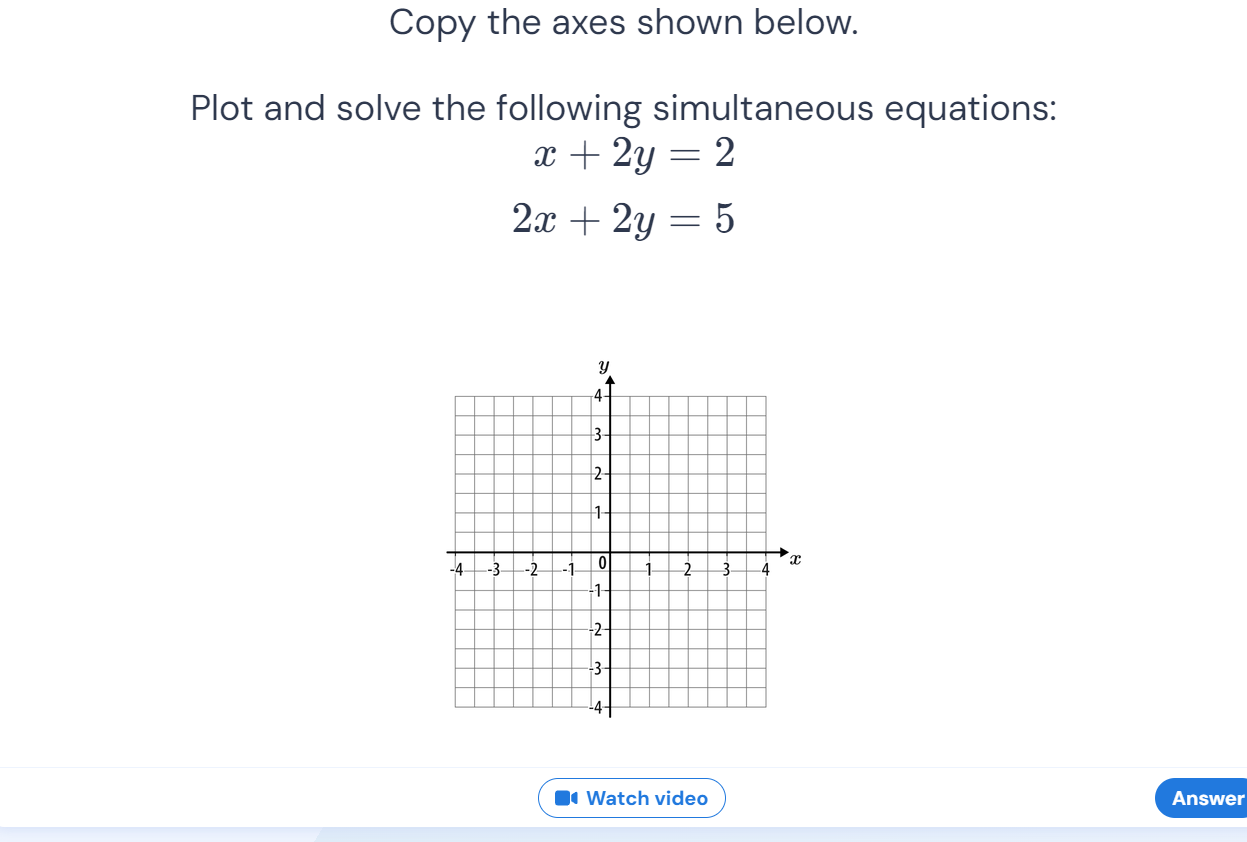 Copy the axes shown below.
Plot and solve the following simultaneous equations:
x + 2y = 2
2x + 2y = 5
y
4
3
2
1
-4 -3 -2 -1 0 1 2 3 4 x
-1
-2
-3
-4
Watch video
Answer